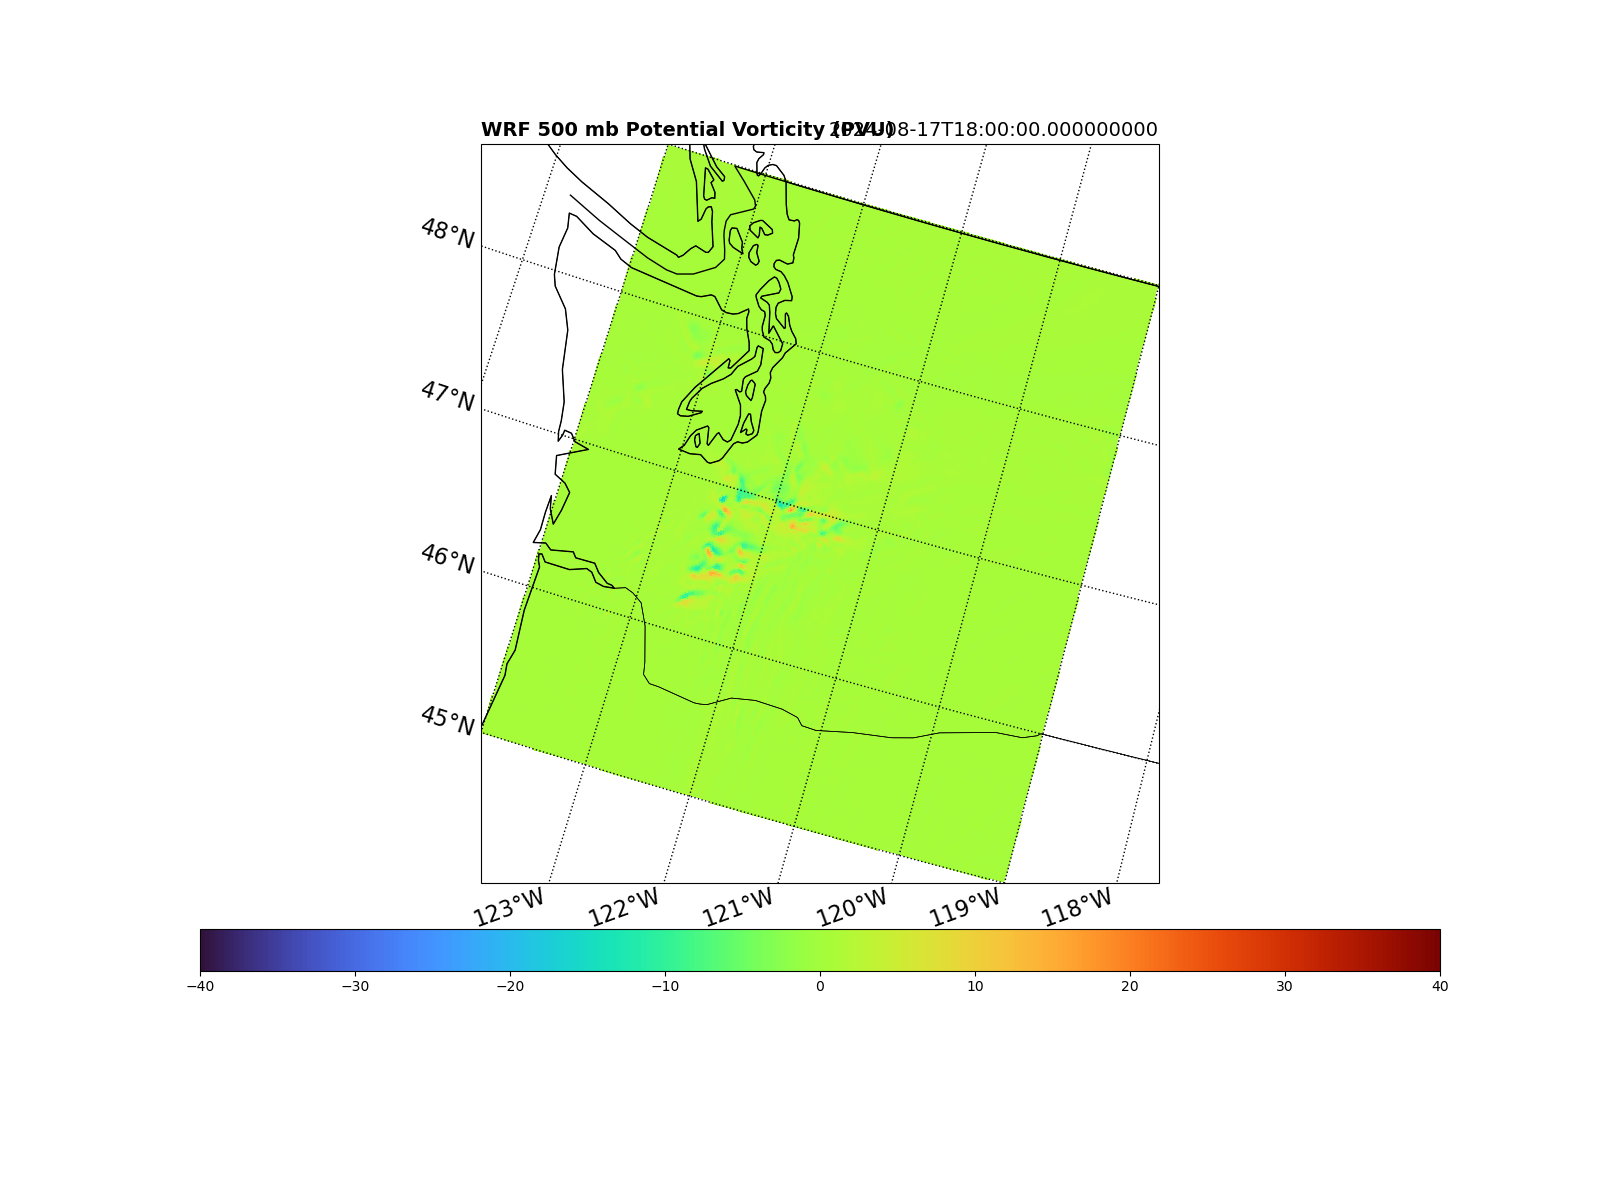 WRF 500 mb Potential Vorticity (PVU) 2024-08-17T18:00:00.000000000
48°N
47°N
46°N
45°N
123°W 122°W 121°W 120°W 119°W 118°W
−40 −30 −20 −10 0 10 20 30 40